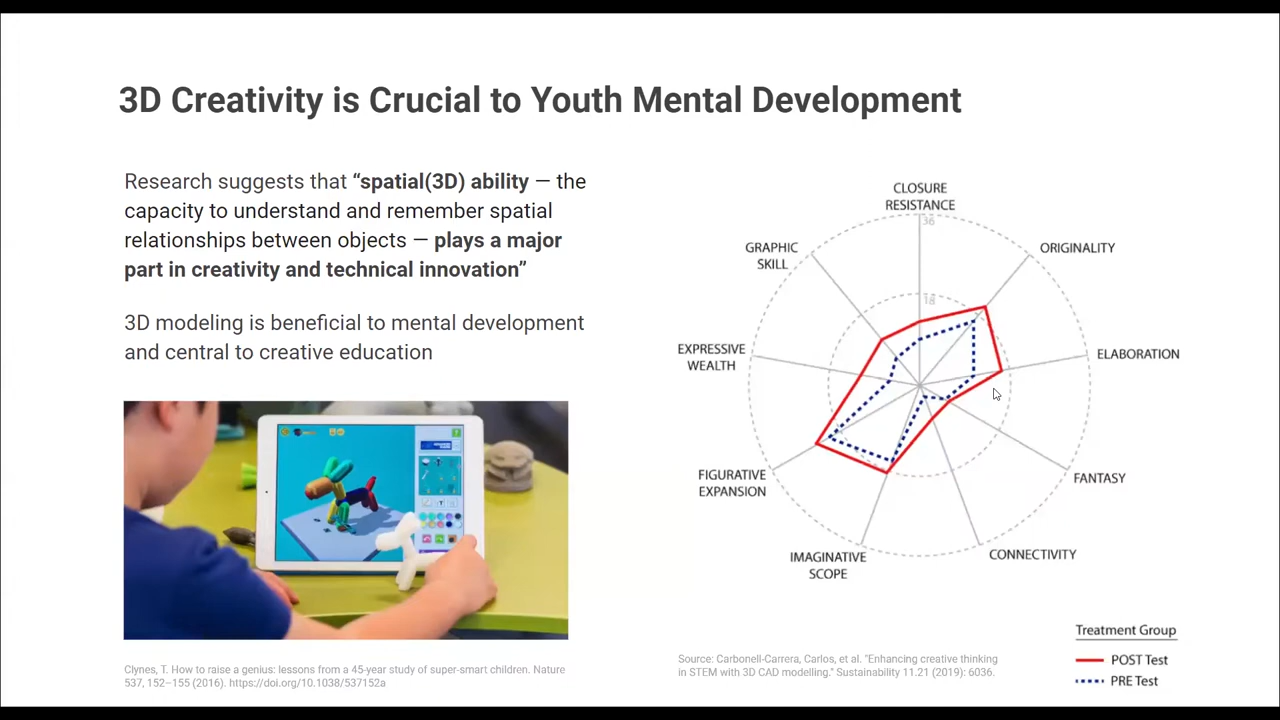 3D Creativity is Crucial to Youth Mental Development
Research suggests that “spatial(3D) ability — the
capacity to understand and remember spatial
relationships between objects — plays a major
part in creativity and technical innovation”
3D modeling is beneficial to mental development
and central to creative education
Clynes, T. How to raise a genius: lessons from a 45-year study of super-smart children. Nature
537, 152–155 (2016). https://doi.org/10.1038/537152a
CLOSURE
RESISTANCE
36
18
ORIGINALITY
ELABORATION
FANTASY
CONNECTIVITY
IMAGINATIVE
SCOPE
FIGURATIVE
EXPANSION
EXPRESSIVE
WEALTH
GRAPHIC
SKILL
Treatment Group
POST Test
PRE Test
Source: Carbonell-Carrera, Carlos, et al. "Enhancing creative thinking
in STEM with 3D CAD modelling." Sustainability 11.21 (2019): 6036.